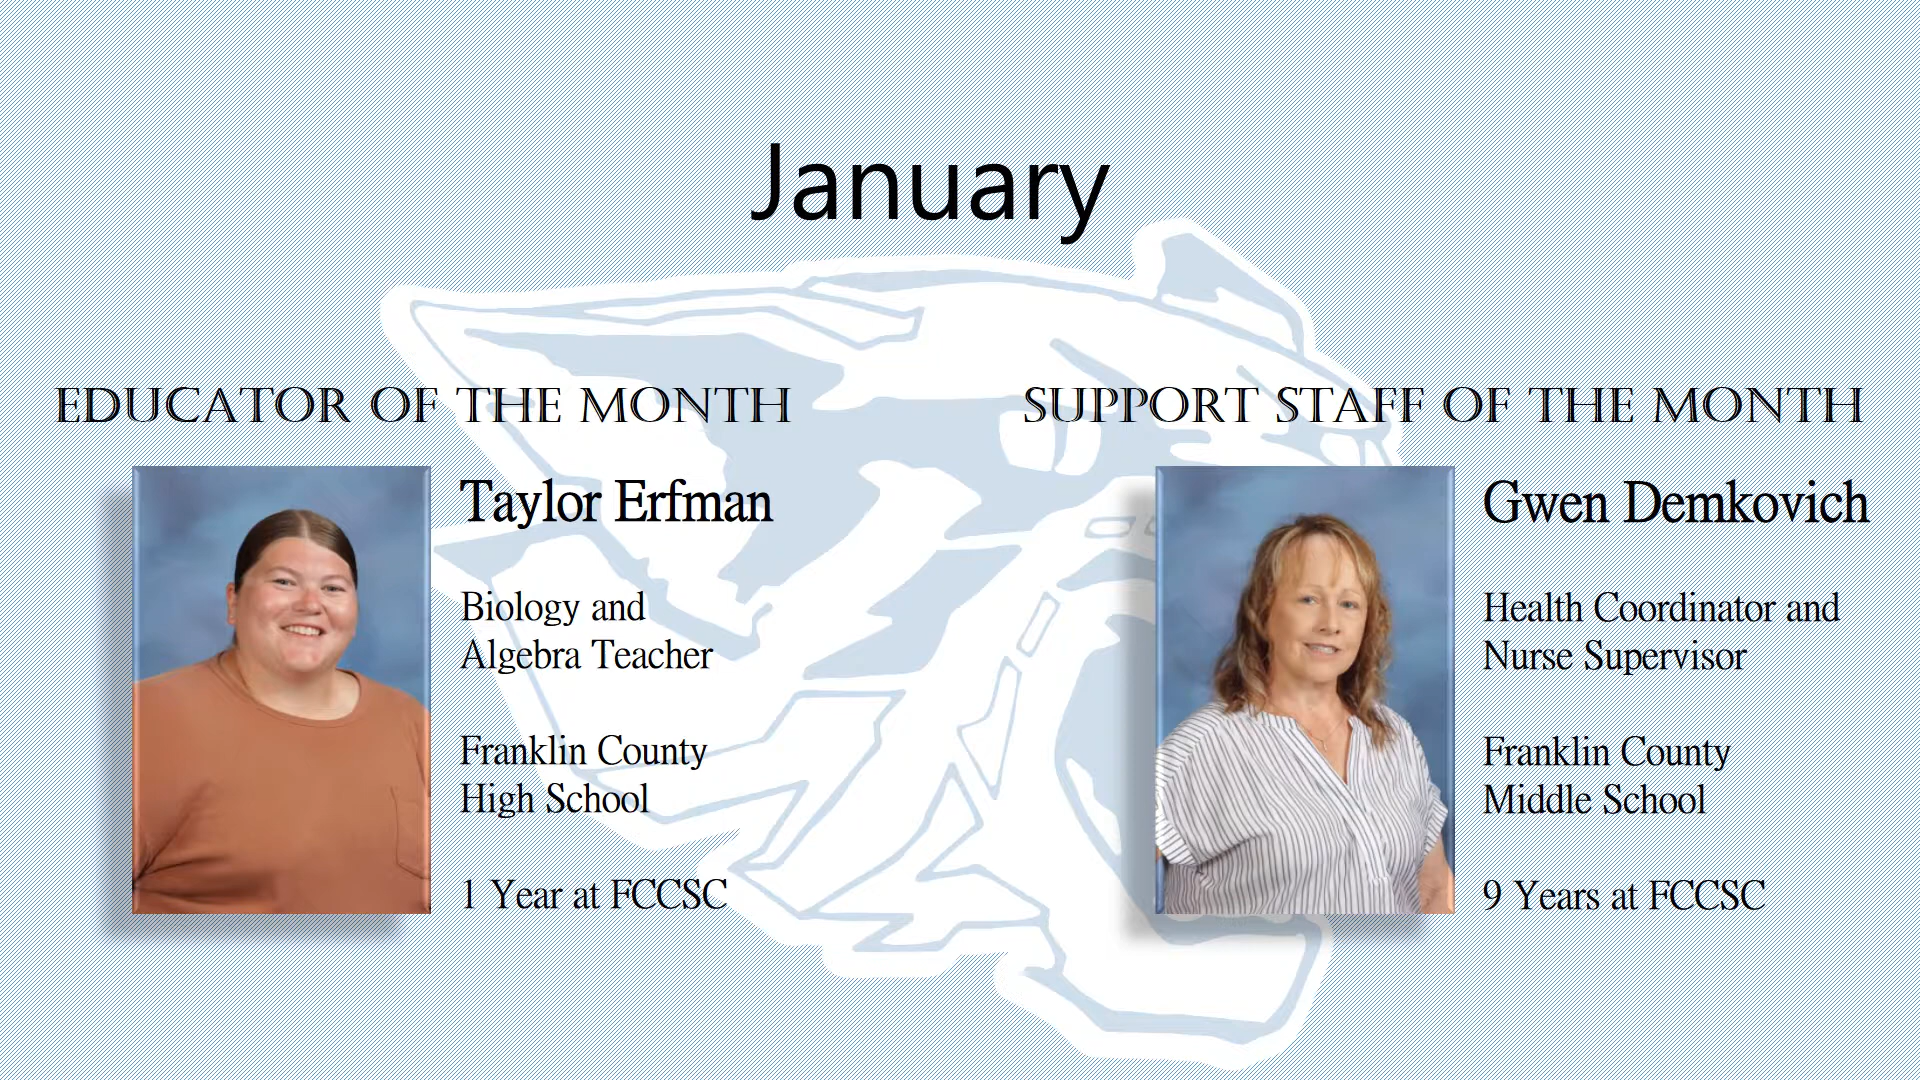 January
EDUCATOR OF THE MONTH
Taylor Erfman
Biology and
Algebra Teacher
Franklin County
High School
1 Year at FCCSC
SUPPORT STAFF OF THE MONTH
Gwen Demkovich
Health Coordinator and
Nurse Supervisor
Franklin County
Middle School
9 Years at FCCSC